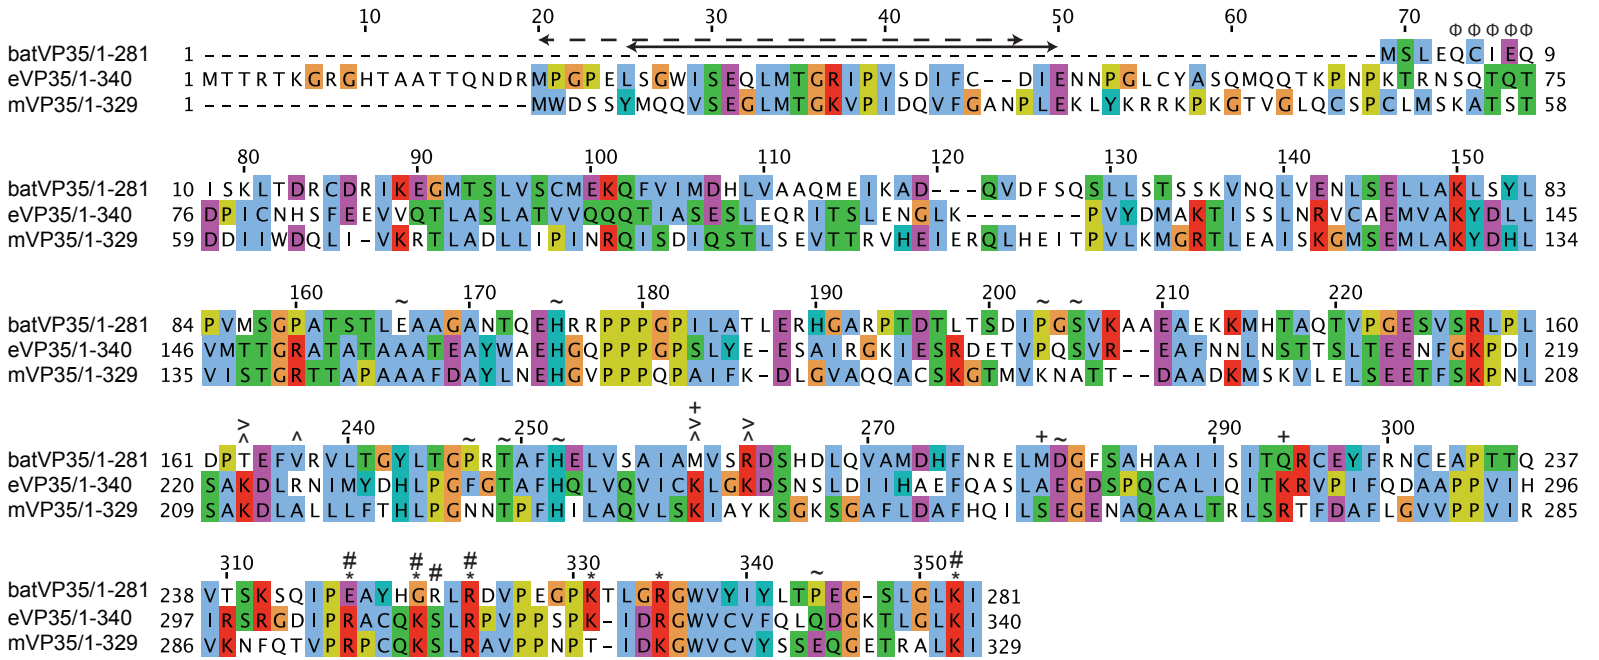 10 20 30 40 50 60 70
Φ Φ Φ Φ Φ
batVP35/1-281 1 --------------------------------------------------------------------MSLEQCIEQ 9
eVP35/1-340 1 MTTRTKGRGHTAATTQNDRMPGPELSGWISEQLMTGRIPVSDIFC--DIENNPGLCYASQMQQTKPNPKTRNSQTQT 75
mVP35/1-329 1 -------------------MWDSSYMQQVSEGLMTGKVPIDQVFGANPLEKLYKRRKPKGTVGLQCSPCLMSKATST 58
80 90 100 110 120 130 140 150
batVP35/1-281 10 ISKLTDRCDRIKEGMTSLVSCMEKQFVIMDHLVAAQMEIKAD---QVDFSQSLLSTSSKVNQLVENLSELLAKLSYL 83
eVP35/1-340 76 DPICNHSFEEVVQTLASLATVVQQQTIASESLEQRITSLENGLK-------PVYDMAKTISSLNRVCAEMVAKYDLL 145
mVP35/1-329 59 DDIIWDQLI-VKRTLADLLIPINRQISDIQSTLSEVTTRVHEIERQLHEITPVLKMGRTLEAISKGMSEMLAKYDHL 134
160 170 180 190 200 210 220
~ ~ ~ ~
batVP35/1-281 84 PVMSGPATSTLEAAGANTQEHRRPPPGPILATLERHGARPTDTLTSDIPGSVKAAEAEKKMHTAQTVPGESVSRLPL 160
eVP35/1-340 146 VMTTGRATATAAATEAYWAEHGQPPPGPSLYE-ESAIRGKIESRDETVPQSVR--EAFNNLNSTTSLTEENFGKPDI 219
mVP35/1-329 135 VISTGRTTAPAAAFDAYLNEHGVPPPQPAIFK-DLGVAQQACSKGTMVKNATT--DAADKMSKVLELSEETFSKPNL 208
+
> 240 250 > > 270 290 300
^ ^ ~ ~ ~ ^ ^ + ~ +
batVP35/1-281 161 DPTEFVRVLTGYLTGPRTAFHELVSAIAMVSRDSHDLQVAMDHFNRELMDGFSAHAAIISITQRCEYFRNCEAPTTQ 237
eVP35/1-340 220 SAKDLRNIMYDHLPGFGTAFHQLVQVICKLGKDSNSLDIIHAEFQASLAEGDSPQCALIQITKRVPIFQDAAPPVIH 296
mVP35/1-329 209 SAKDLALLLFTHLPGNNTPFHILAQVLSKIAYKSGKSGAFLDAFHQILSEGENAQAALTRLSRTFDAFLGVVPPVIR 285
310 # # # # 330 340 350 #
* * * * * ~ *
batVP35/1-281 238 VTSKSQIPEAYHGRLRDVPEGPKTLGRGWVYIYLTPEG-SLGLKI 281
eVP35/1-340 297 IRSRGDIPRACQKSLRPVPPSPK-IDRGWVCVFQLQDGKTLGLKI 340
mVP35/1-329 286 VKNFQTVPRPCQKSLRAVPPNPT-IDKGWVCVYSSEQGETRALKI 329